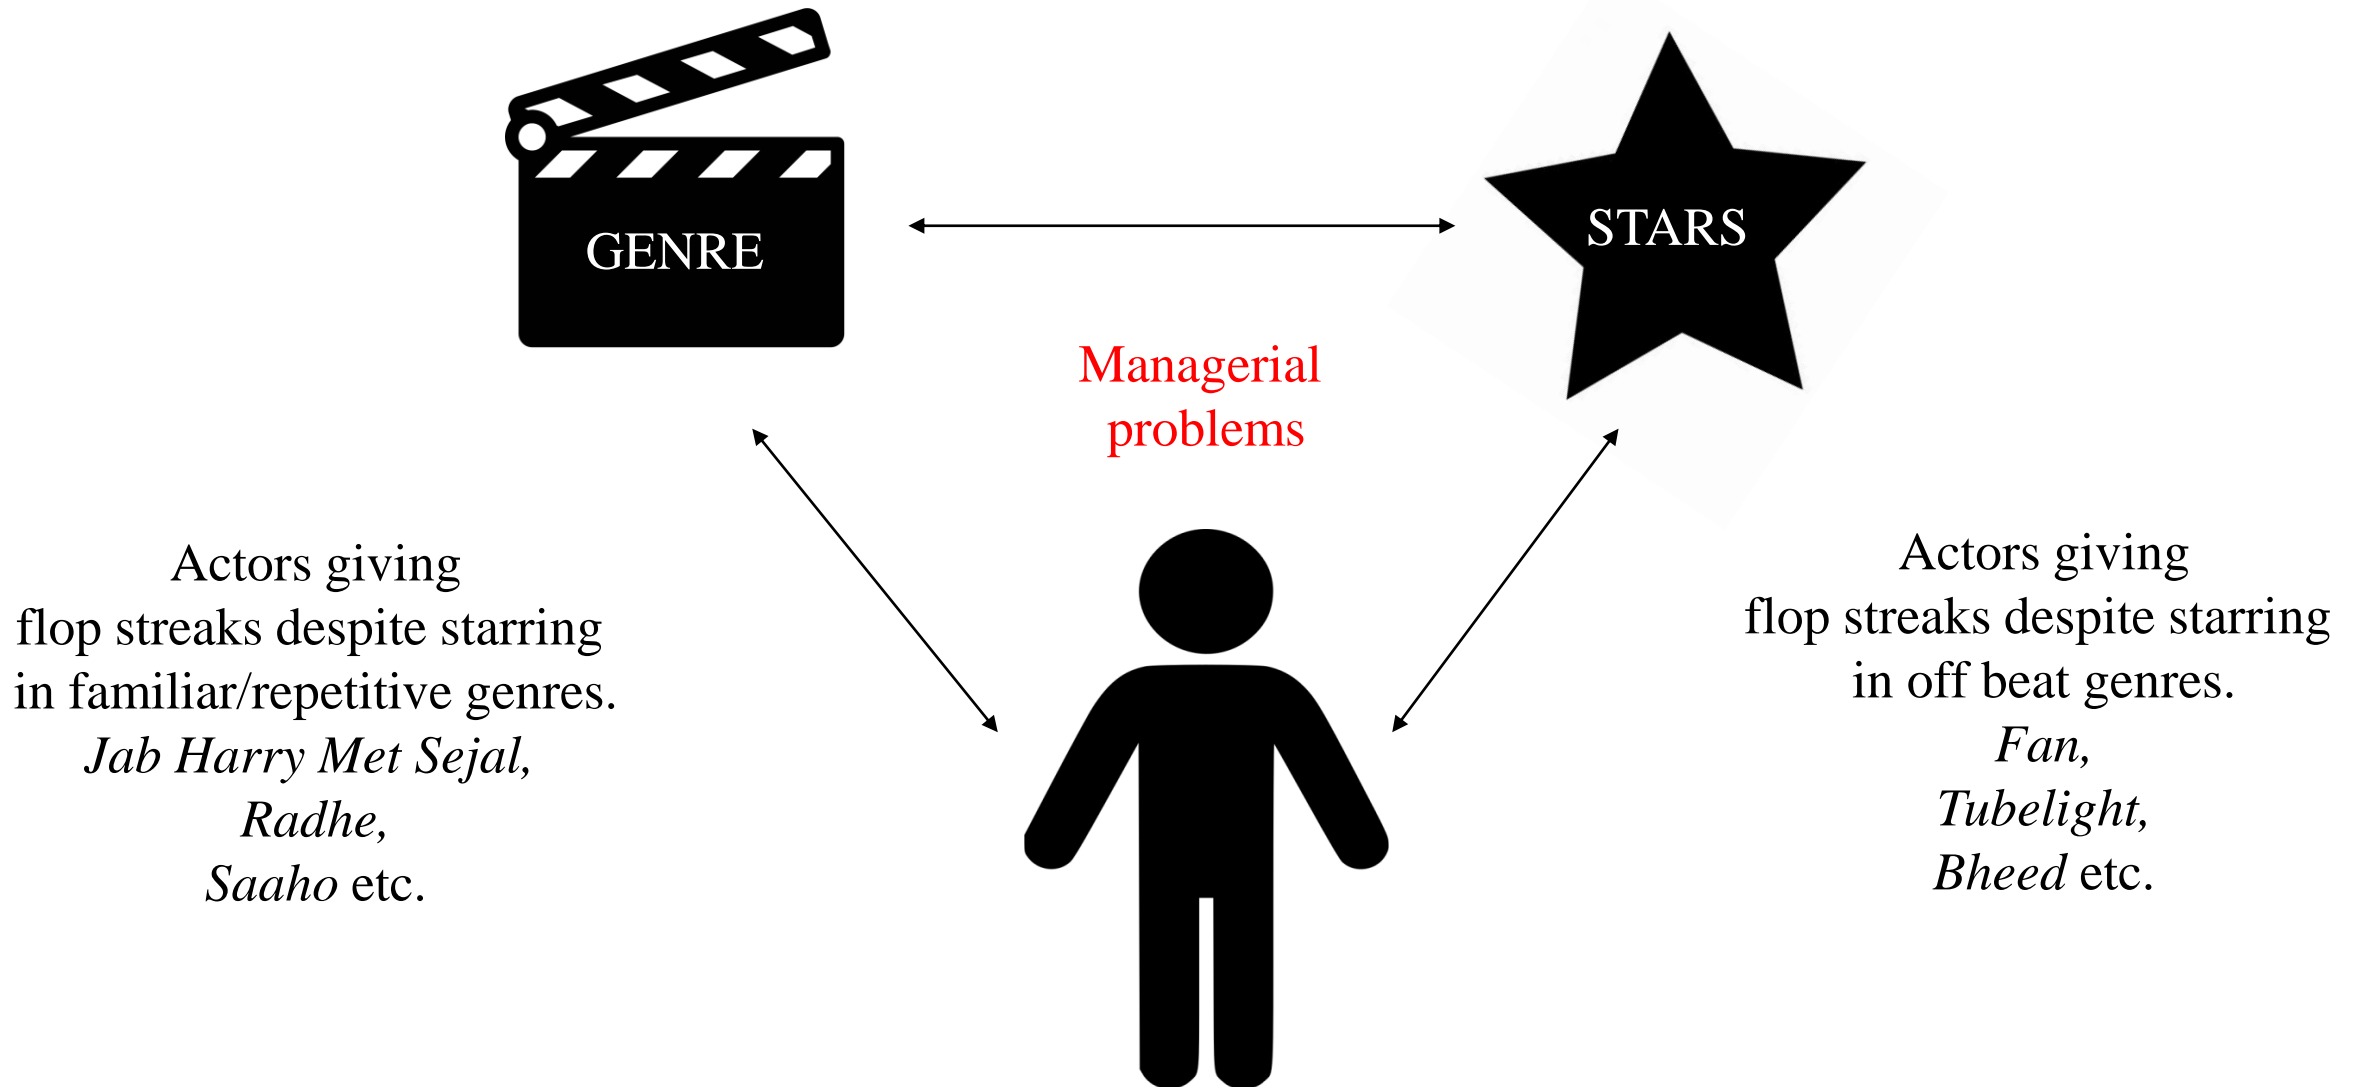 GENRE
STARS
Managerial
problems
Actors giving
flop streaks despite starring
in familiar/repetitive genres.
Jab Harry Met Sejal,
Radhe,
Saaho etc.
Actors giving
flop streaks despite starring
in off beat genres.
Fan,
Tubelight,
Bheed etc.